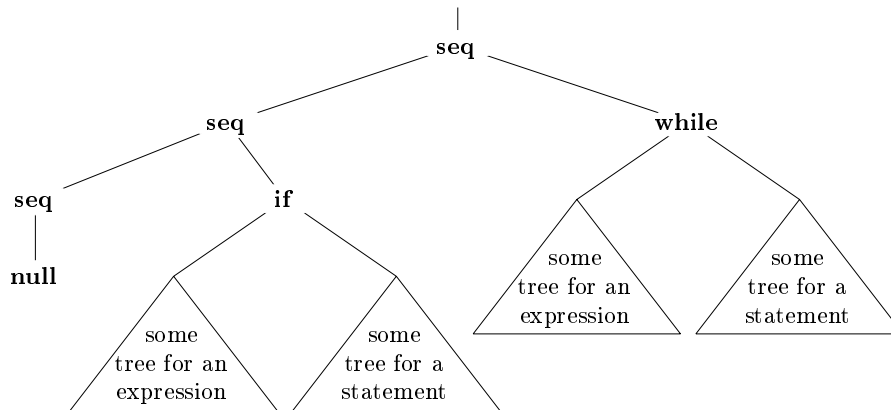 seq
seq
while
seq
if
null
some
tree for an
expression
some
tree for a
statement
some
tree for an
expression
some
tree for a
statement